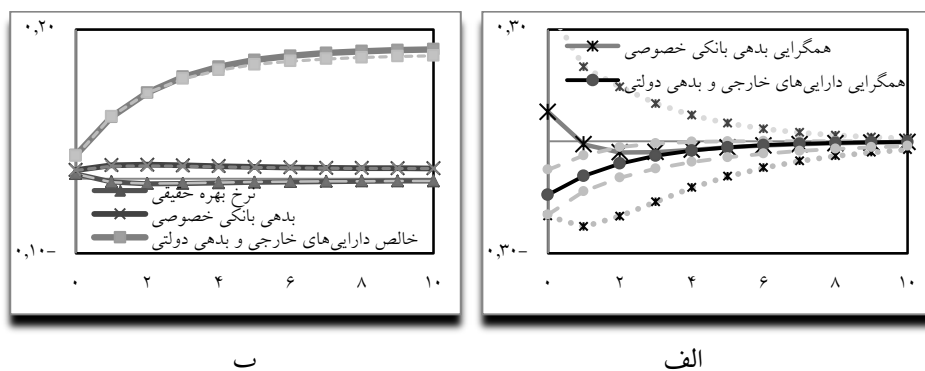 ۰,۳۰
همگرایی بدهی بانکی خصوصی
همگرایی دارایی‌های خارجی و بدهی دولتی
۰,۳۰-
۰ ۲ ۴ ۶ ۸ ۱۰
الف
۰,۲۰
نرخ بهره حقیقی
بدهی بانکی خصوصی
خالص دارایی‌های خارجی و بدهی دولتی
۰,۱۰-
۰ ۲ ۴ ۶ ۸ ۱۰
ب